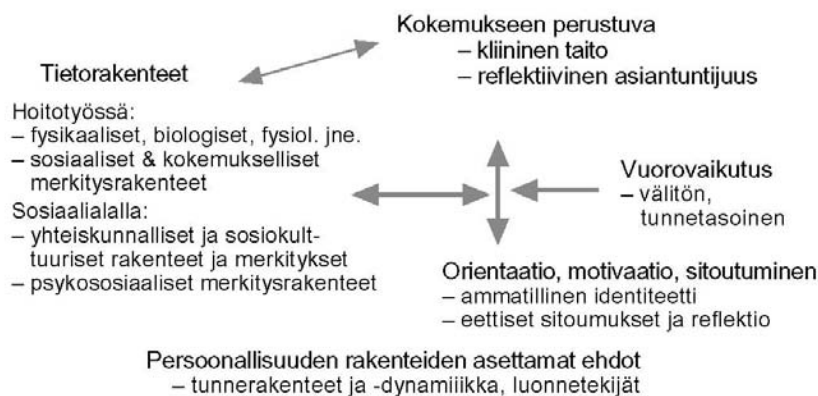 Kokemukseen perustuva
– kliininen taito
– reflektiivinen asiantuntijuus
Tietorakenteet
Hoitotyössä:
– fysikaaliset, biologiset, fysiol. jne.
– sosiaaliset & kokemukselliset
merkitysrakenteet
Sosiaalialalla:
– yhteiskunnalliset ja sosiokult-
tuuriset rakenteet ja merkitykset
– psykososiaaliset merkitysrakenteet
Vuorovaikutus
– välitön,
tunnetasoinen
Orientaatio, motivaatio, sitoutuminen
– ammatillinen identiteetti
– eettiset sitoumukset ja reflektio
Persoonallisuuden rakenteiden asettamat ehdot
– tunnerakenteet ja -dynamiiikka, luonnetekijät